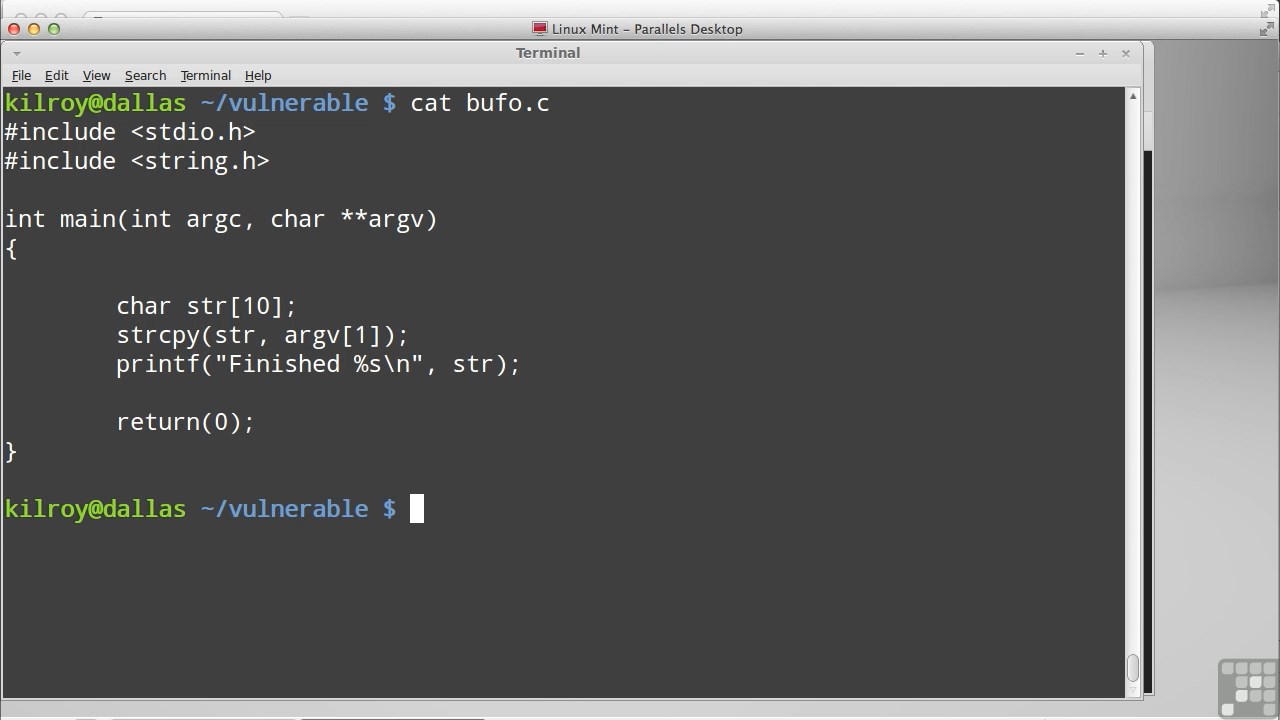 Linux Mint - Parallels Desktop
Terminal
File Edit View Search Terminal Help
kilroy@dallas ~/vulnerable $ cat bufo.c
#include <stdio.h>
#include <string.h>
int main(int argc, char **argv)
{
char str[10];
strcpy(str, argv[1]);
printf("Finished %s\n", str);
return(0);
}
kilroy@dallas ~/vulnerable $